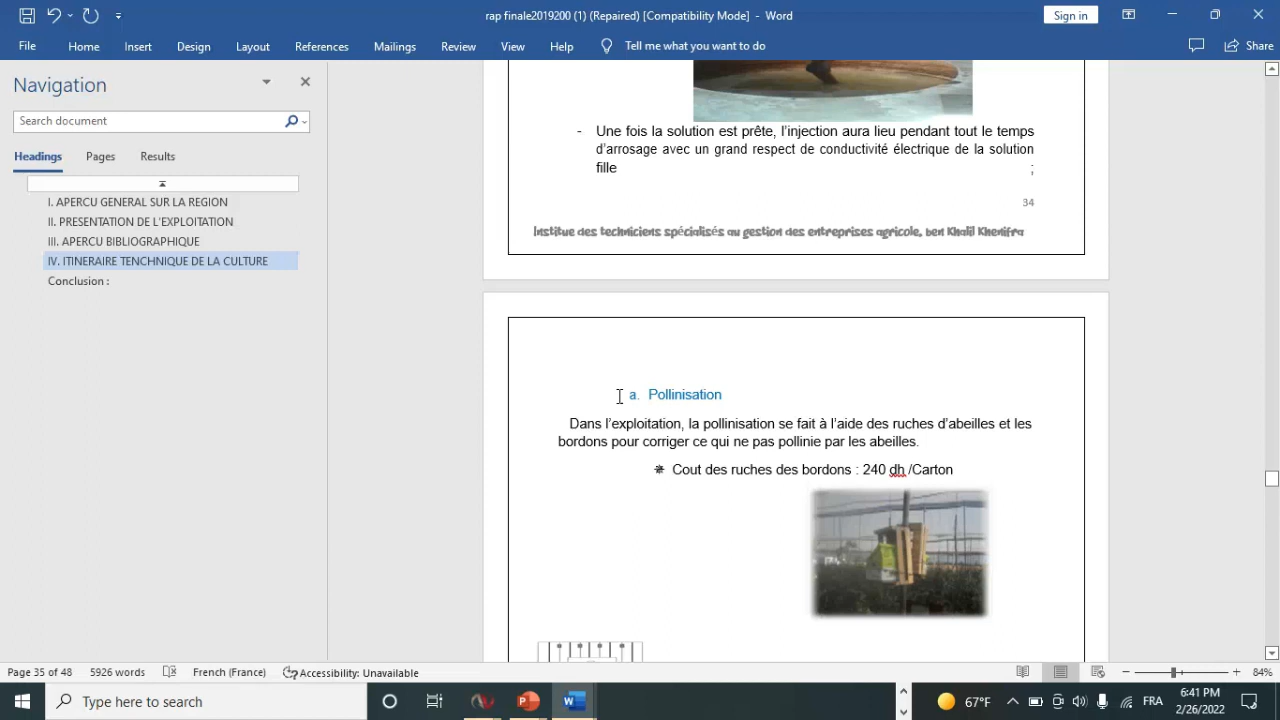 rap finale2019200 (1) (Repaired) [Compatibility Mode] - Word
Sign in
File Home Insert Design Layout References Mailings Review View Help Tell me what you want to do Share
Navigation
Search document
Headings Pages Results
I. APERCU GENERAL SUR LA REGION
II. PRESENTATION DE L'EXPLOITATION
III. APERCU BIBLIOGRAPHIQUE
IV. ITINERAIRE TENCHNIQUE DE LA CULTURE
Conclusion :
- Une fois la solution est prête, l'injection aura lieu pendant tout le temps
d'arrosage avec un grand respect de conductivité électrique de la solution
fille ;
34
Institue des techniciens spécialisés au gestion des entreprises agricole, ben Khalil Khenifra
a. Pollinisation
Dans l'exploitation, la pollinisation se fait à l'aide des ruches d'abeilles et les
bordons pour corriger ce qui ne pas pollinie par les abeilles.
⁕ Cout des ruches des bordons : 240 dh /Carton
Page 35 of 48 5926 words French (France) Accessibility: Unavailable 84%
Type here to search 67°F FRA 6:41 PM
2/26/2022